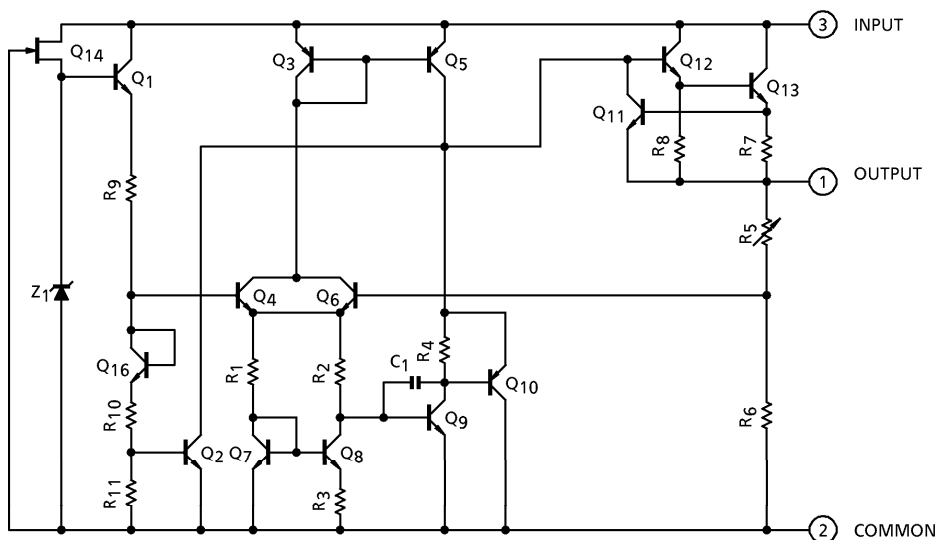 3 INPUT
Q14
Q1
Q3
Q5
Q12
Q13
Q11
R8
R7
R9
1 OUTPUT
R5
Z1
Q4
Q6
Q16
R1
R2
C1
R4
Q10
R10
Q9
R6
Q2
Q7
Q8
R11
R3
2 COMMON